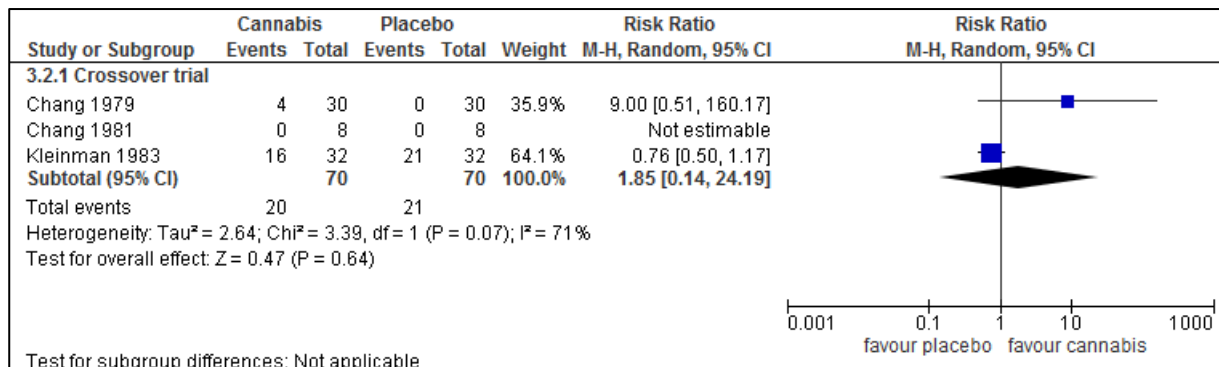 Cannabis Placebo Risk Ratio Risk Ratio
Study or Subgroup Events Total Events Total Weight M-H, Random, 95% CI M-H, Random, 95% CI
3.2.1 Crossover trial
Chang 1979 4 30 0 30 35.9% 9.00 [0.51, 160.17]
Chang 1981 0 8 0 8 Not estimable
Kleinman 1983 16 32 21 32 64.1% 0.76 [0.50, 1.17]
Subtotal (95% CI) 70 70 100.0% 1.85 [0.14, 24.19]
Total events 20 21
Heterogeneity: Tau² = 2.64; Chi² = 3.39, df = 1 (P = 0.07); I² = 71%
Test for overall effect: Z = 0.47 (P = 0.64)
0.001 0.1 1 10 1000
favour placebo favour cannabis
Test for subgroup differences: Not applicable